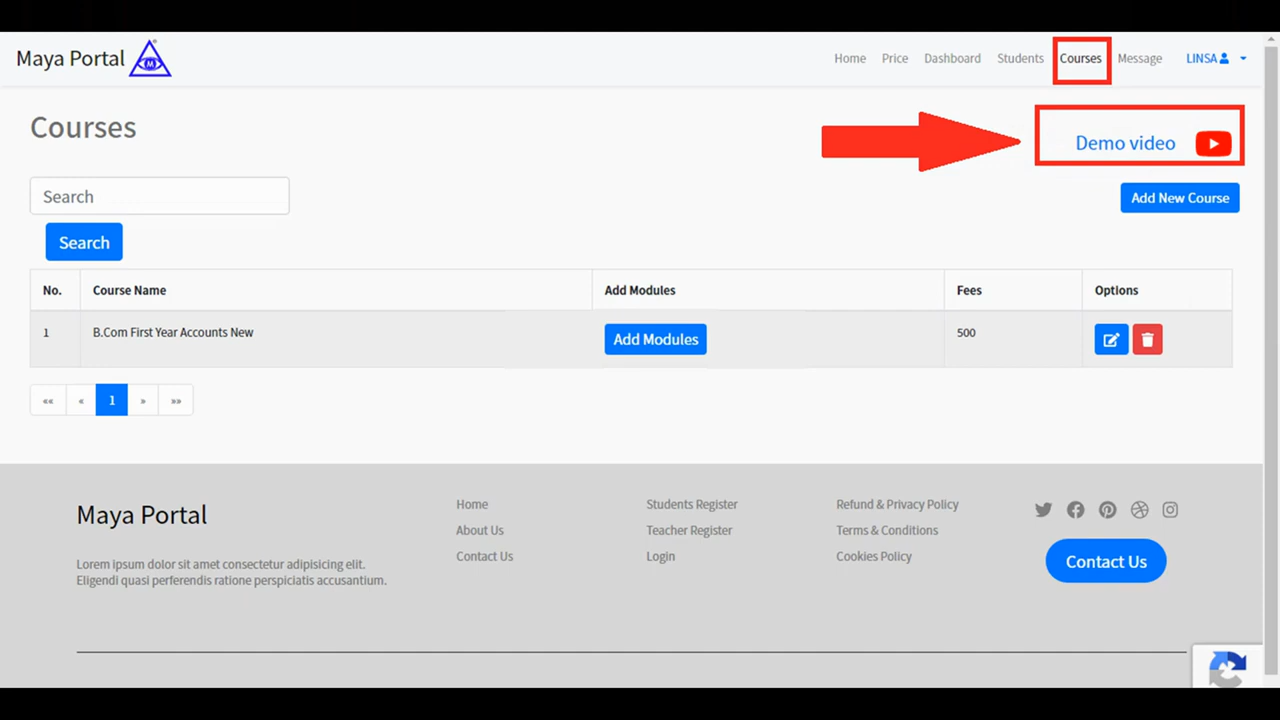 Maya Portal
Home Price Dashboard Students Courses Message LINSA
Courses
Demo video
Search
Add New Course
Search
No. Course Name Add Modules Fees Options
1 B.Com First Year Accounts New Add Modules 500
«« « 1 » »»
Maya Portal
Lorem ipsum dolor sit amet consectetur adipisicing elit.
Eligendi quasi perferendis ratione perspiciatis accusantium.
Home
About Us
Contact Us
Students Register
Teacher Register
Login
Refund & Privacy Policy
Terms & Conditions
Cookies Policy
Contact Us